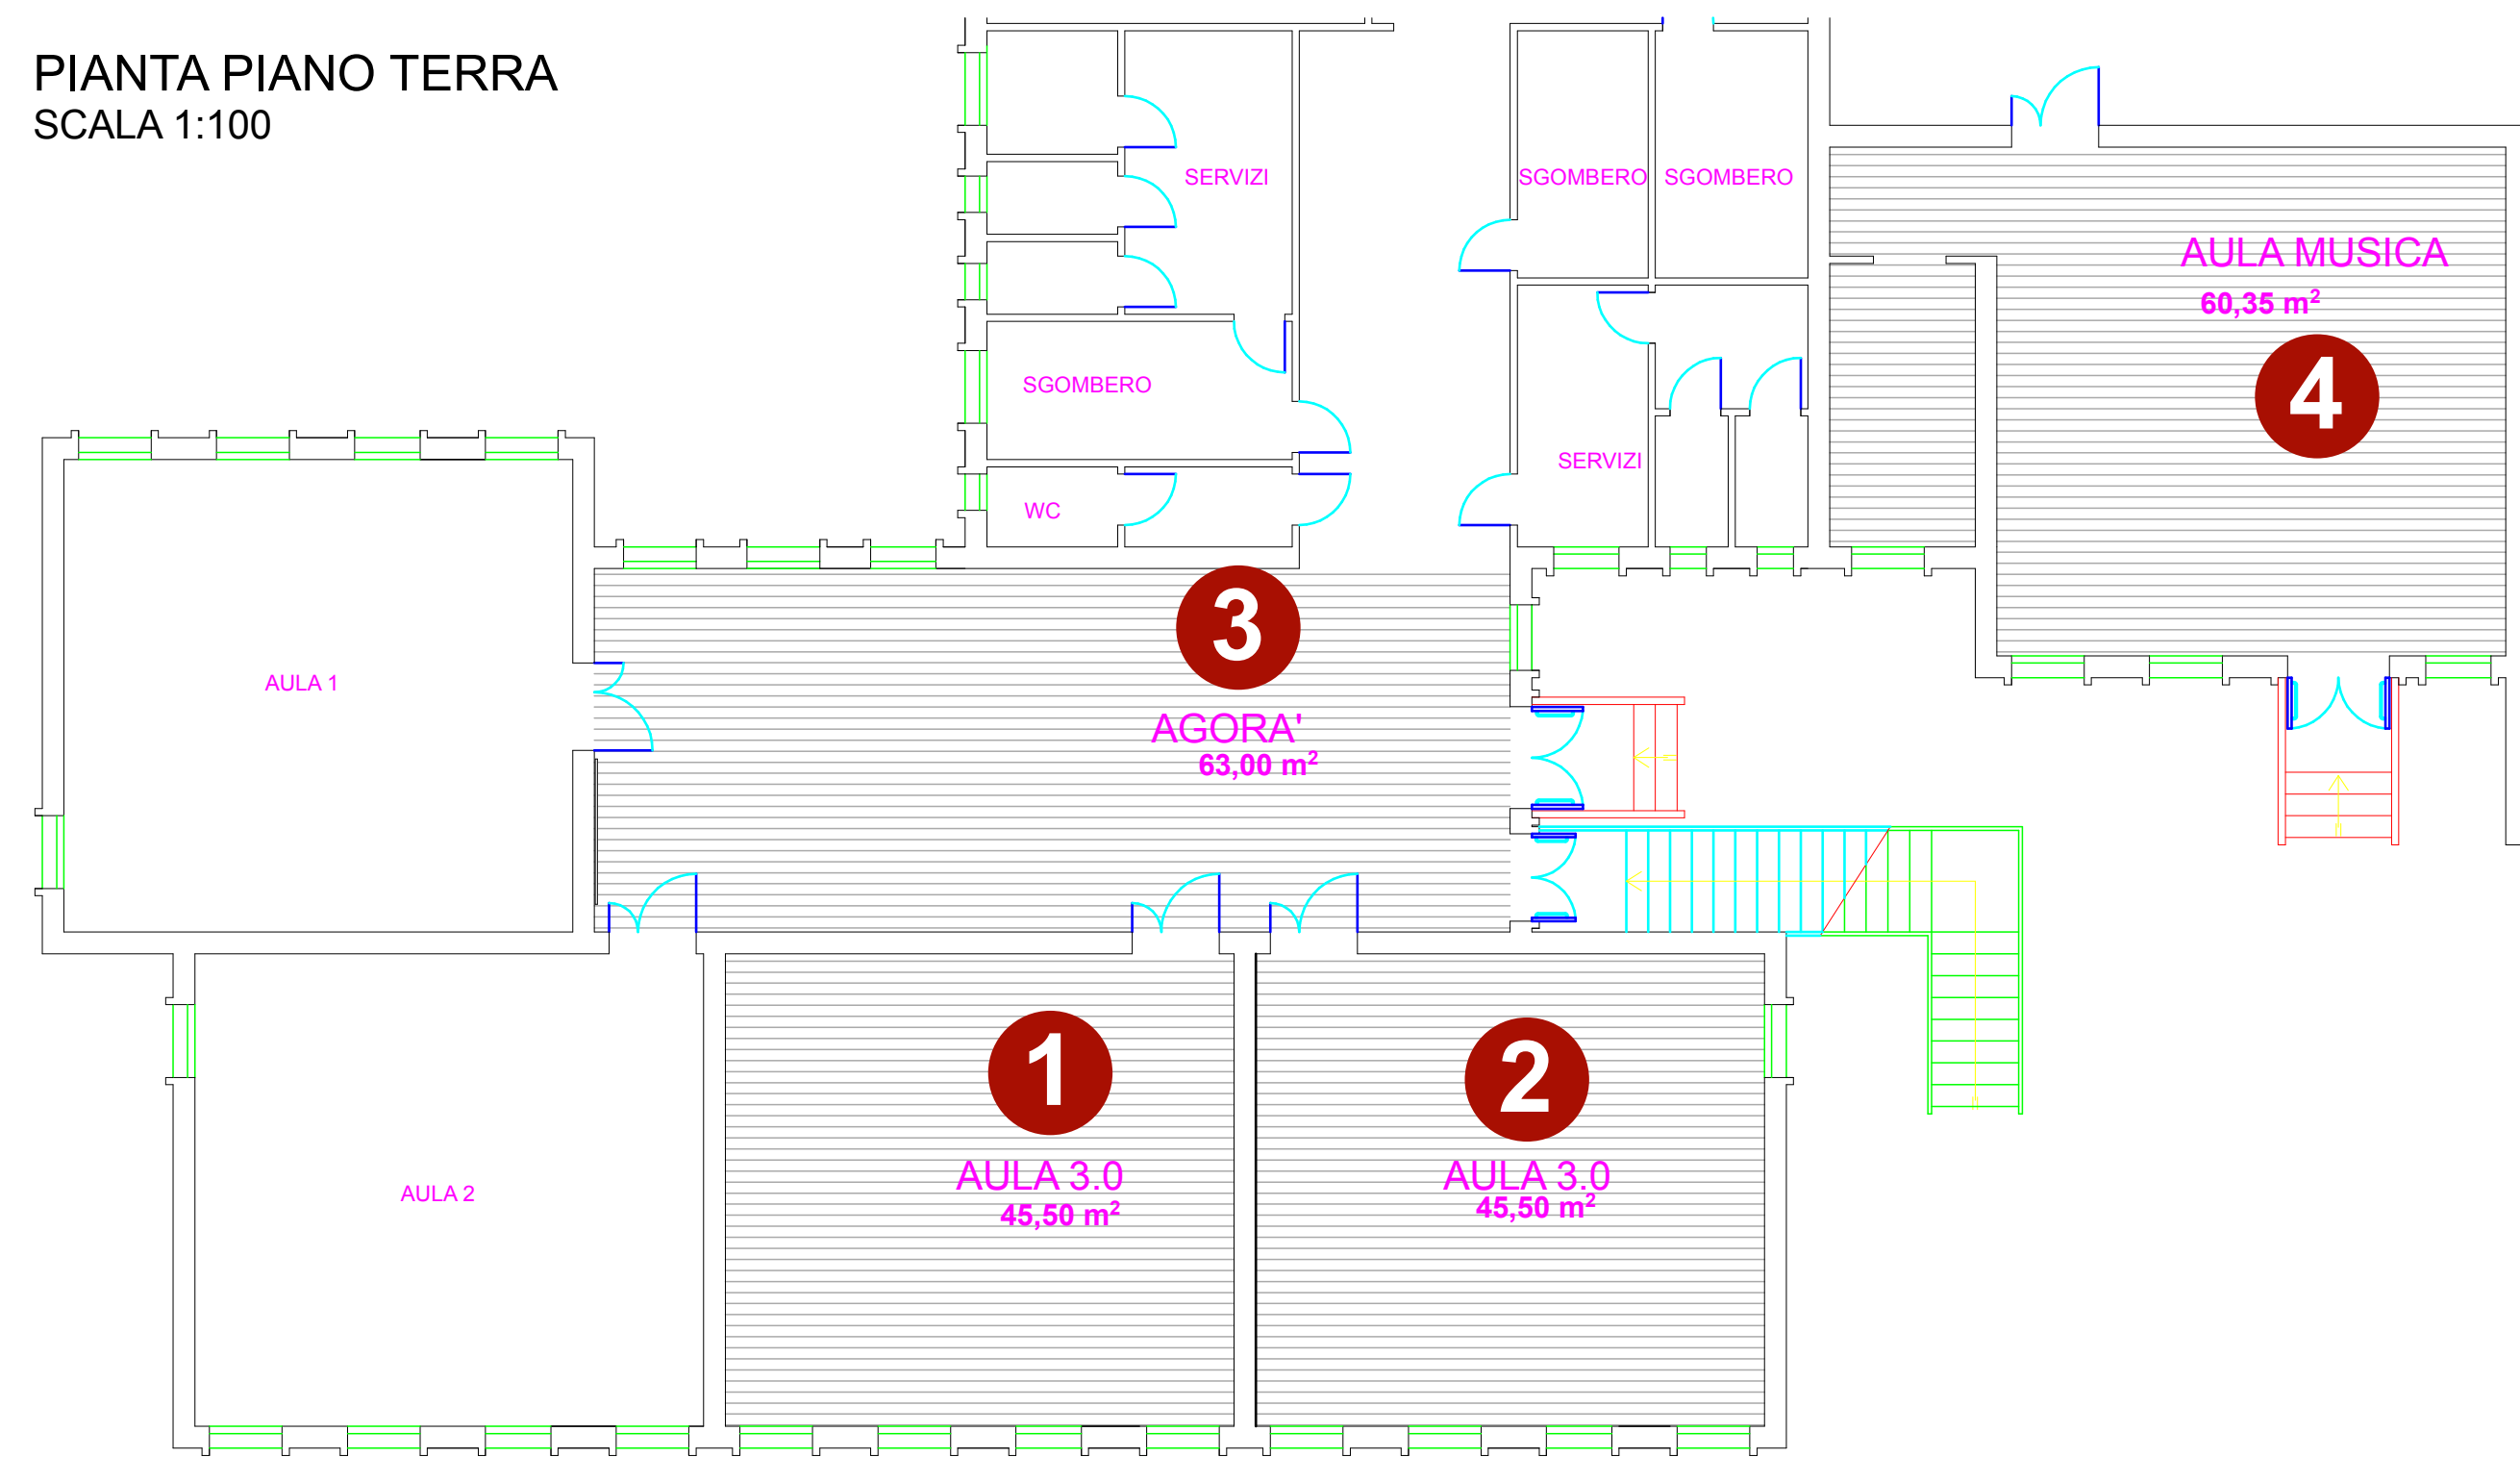 PIANTA PIANO TERRA
SCALA 1:100
SERVIZI
SGOMBERO
SGOMBERO
AULA MUSICA
60,35 m²
4
SGOMBERO
SERVIZI
WC
3
AULA 1
AGORA'
63,00 m²
1
2
AULA 2
AULA 3.0
45,50 m²
AULA 3.0
45,50 m²